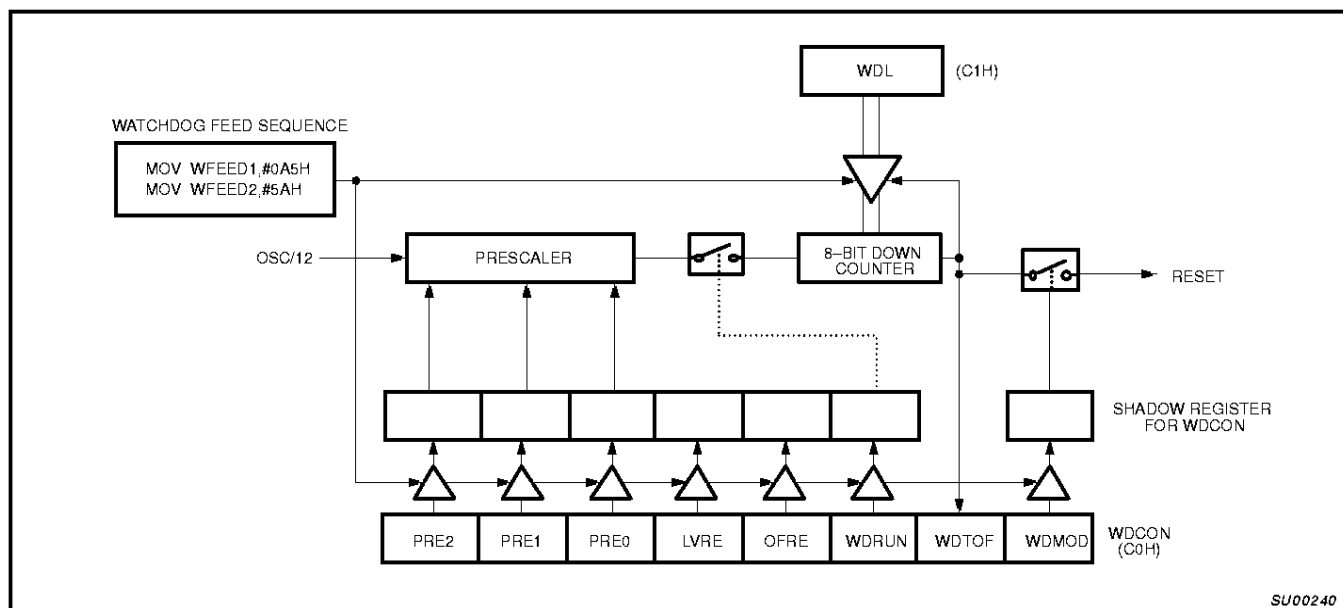 WDL
(C1H)
WATCHDOG FEED SEQUENCE
MOV WFEED1,#0A5H
MOV WFEED2,#5AH
OSC/12
PRESCALER
8–BIT DOWN
COUNTER
RESET
SHADOW REGISTER
FOR WDCON
PRE2
PRE1
PRE0
LVRE
OFRE
WDRUN
WDTOF
WDMOD
WDCON
(C0H)
SU00240